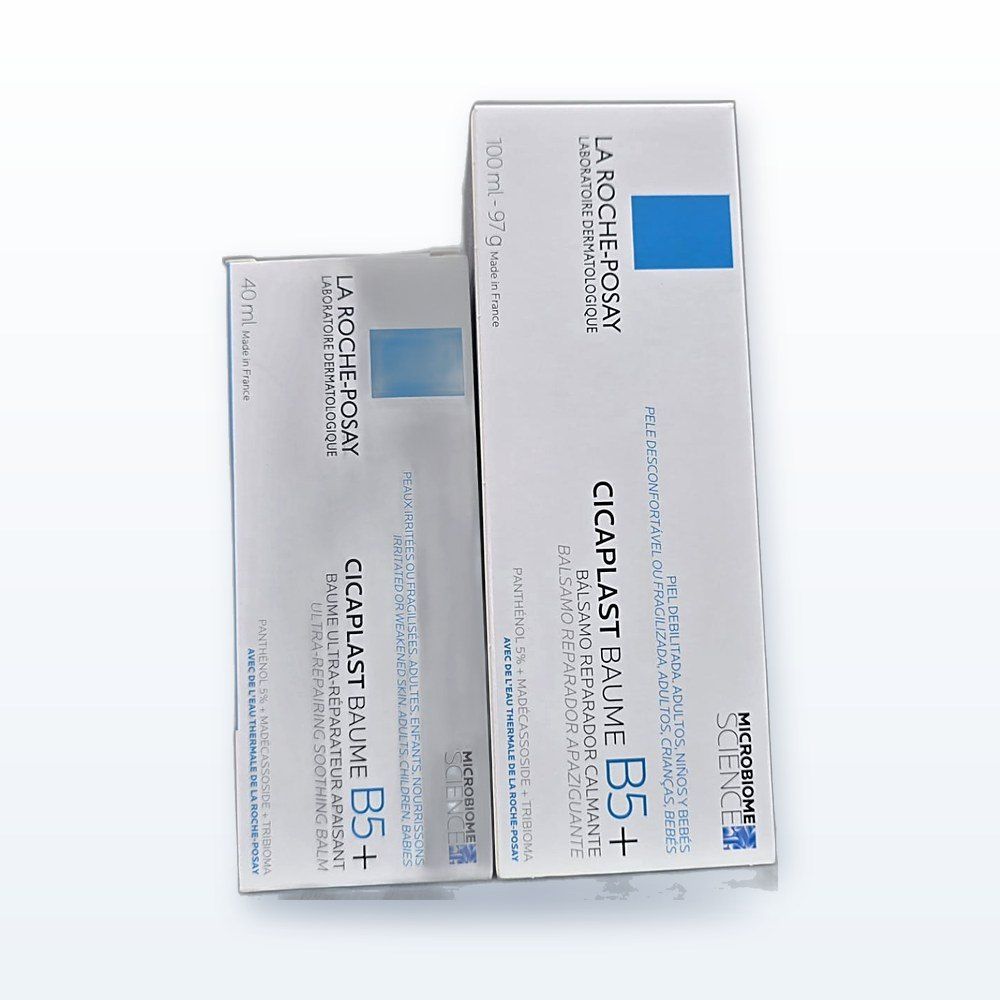 LA ROCHE-POSAY
LABORATOIRE DERMATOLOGIQUE
PEAUX IRRITÉES OU FRAGILISÉES, ADULTES, ENFANTS, NOURRISSONS
IRRITATED OR WEAKENED SKIN, ADULTS, CHILDREN, BABIES
MICROBIOME
SCIENCE
CICAPLAST BAUME B5+
BAUME ULTRA-RÉPARATEUR APAISANT
ULTRA-REPAIRING SOOTHING BALM
PANTHÉNOL 5% + MADÉCASSOSIDE + TRIBIOMA
AVEC DE L'EAU THERMALE DE LA ROCHE-POSAY
40 ml Made in France
LA ROCHE-POSAY
LABORATOIRE DERMATOLOGIQUE
PIEL DEBILITADA, ADULTOS, NIÑOS Y BEBÉS
PELE DESCONFORTÁVEL OU FRAGILIZADA, ADULTOS, CRIANÇAS, BEBÉS
MICROBIOME
SCIENCE
CICAPLAST BAUME B5+
BÁLSAMO REPARADOR CALMANTE
BÁLSAMO REPARADOR APAZIGUANTE
PANTHÉNOL 5% + MADÉCASSOSIDE + TRIBIOMA
AVEC DE L'EAU THERMALE DE LA ROCHE-POSAY
100 ml - 97 g Made in France